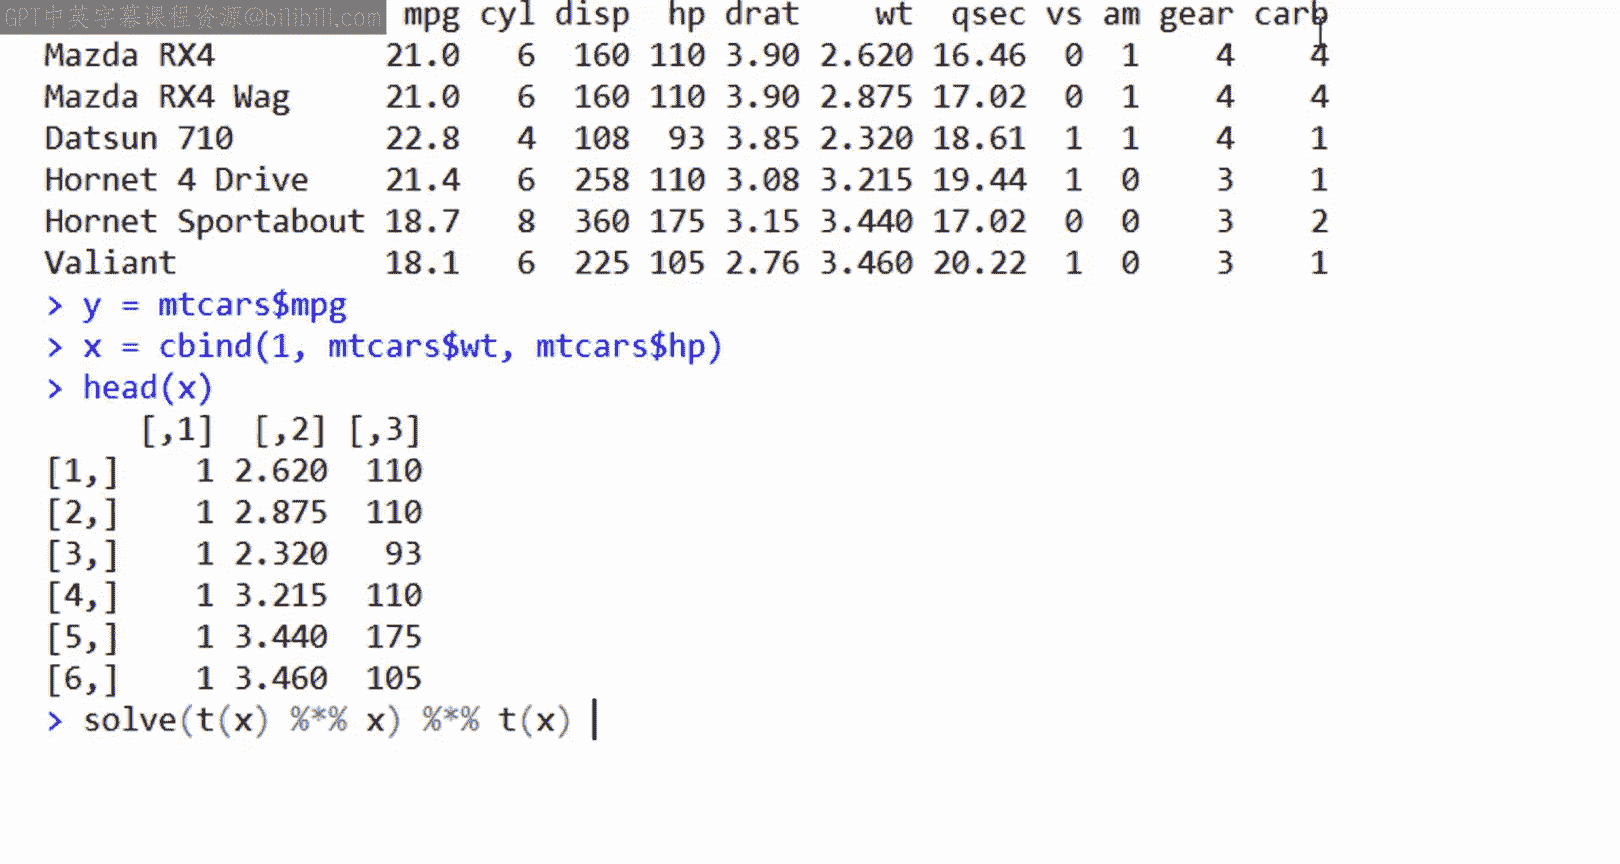 GPT中英字幕课程资源@bilibili.com
mpg cyl disp hp drat wt qsec vs am gear carb
Mazda RX4 21.0 6 160 110 3.90 2.620 16.46 0 1 4 4
Mazda RX4 Wag 21.0 6 160 110 3.90 2.875 17.02 0 1 4 4
Datsun 710 22.8 4 108 93 3.85 2.320 18.61 1 1 4 1
Hornet 4 Drive 21.4 6 258 110 3.08 3.215 19.44 1 0 3 1
Hornet Sportabout 18.7 8 360 175 3.15 3.440 17.02 0 0 3 2
Valiant 18.1 6 225 105 2.76 3.460 20.22 1 0 3 1
> y = mtcars$mpg
> x = cbind(1, mtcars$wt, mtcars$hp)
> head(x)
[,1] [,2] [,3]
[1,] 1 2.620 110
[2,] 1 2.875 110
[3,] 1 2.320 93
[4,] 1 3.215 110
[5,] 1 3.440 175
[6,] 1 3.460 105
> solve(t(x) %*% x) %*% t(x)